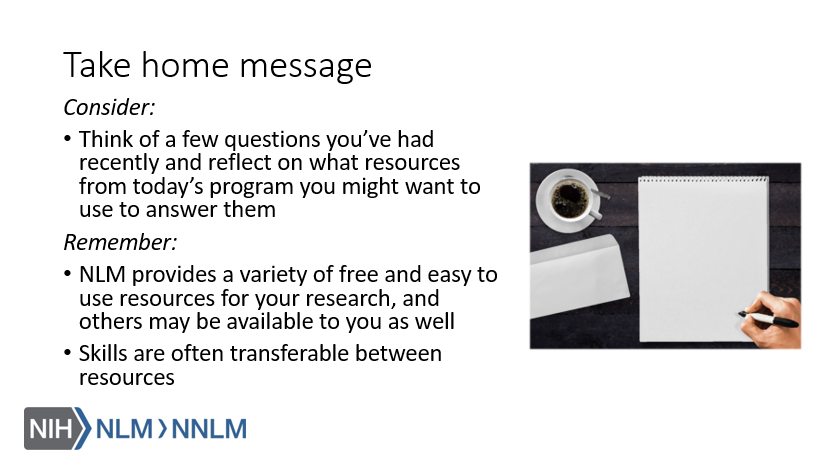 Take home message
Consider:
• Think of a few questions you’ve had
recently and reflect on what resources
from today’s program you might want to
use to answer them
Remember:
• NLM provides a variety of free and easy to
use resources for your research, and
others may be available to you as well
• Skills are often transferable between
resources
NIH NLM NNLM